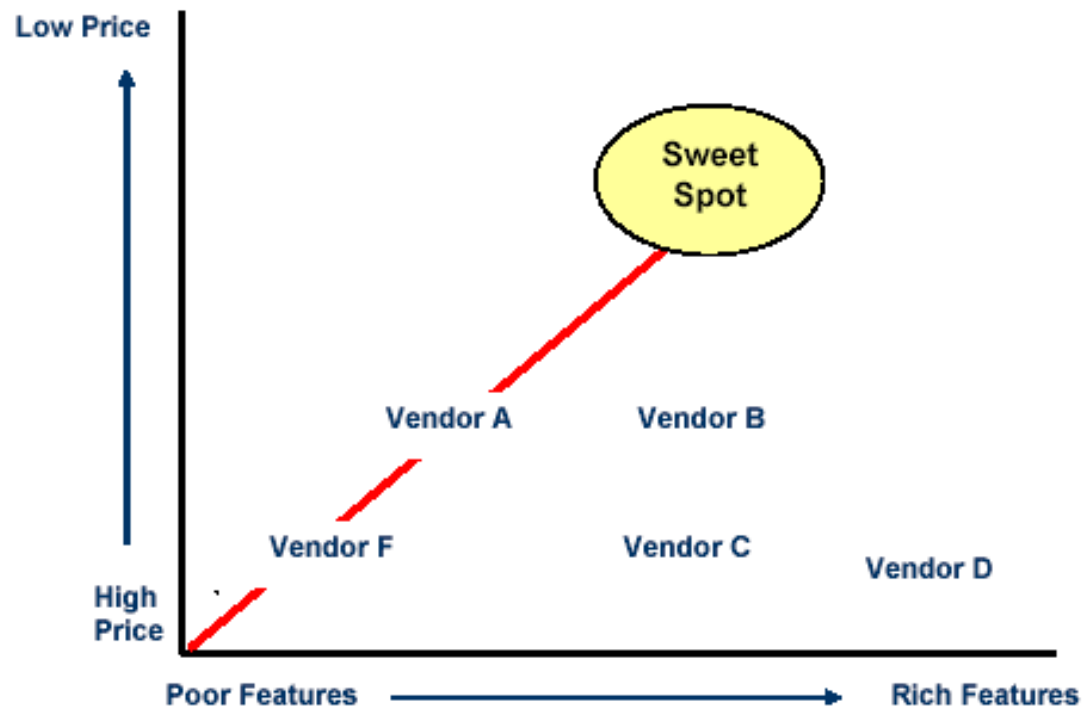 Low Price
Sweet
Spot
Vendor A
Vendor B
Vendor F
Vendor C
Vendor D
High
Price
Poor Features
Rich Features